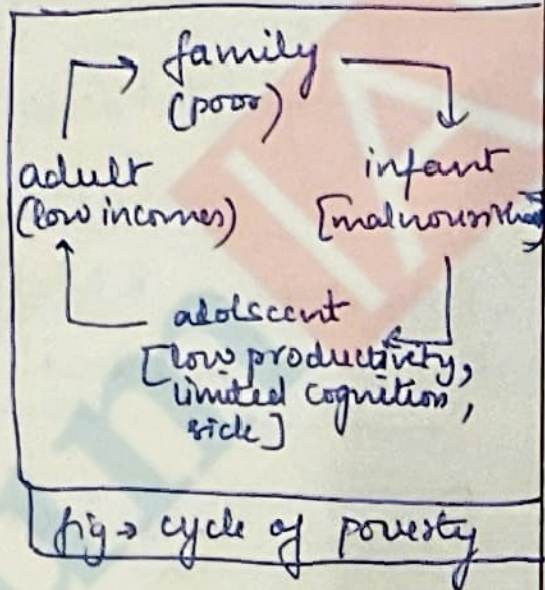 family
(poor)
adult
(low incomes)
infant
[malnourished]
adolscent
[low productivity,
limited cognition,
sick]
fig → cycle of poverty